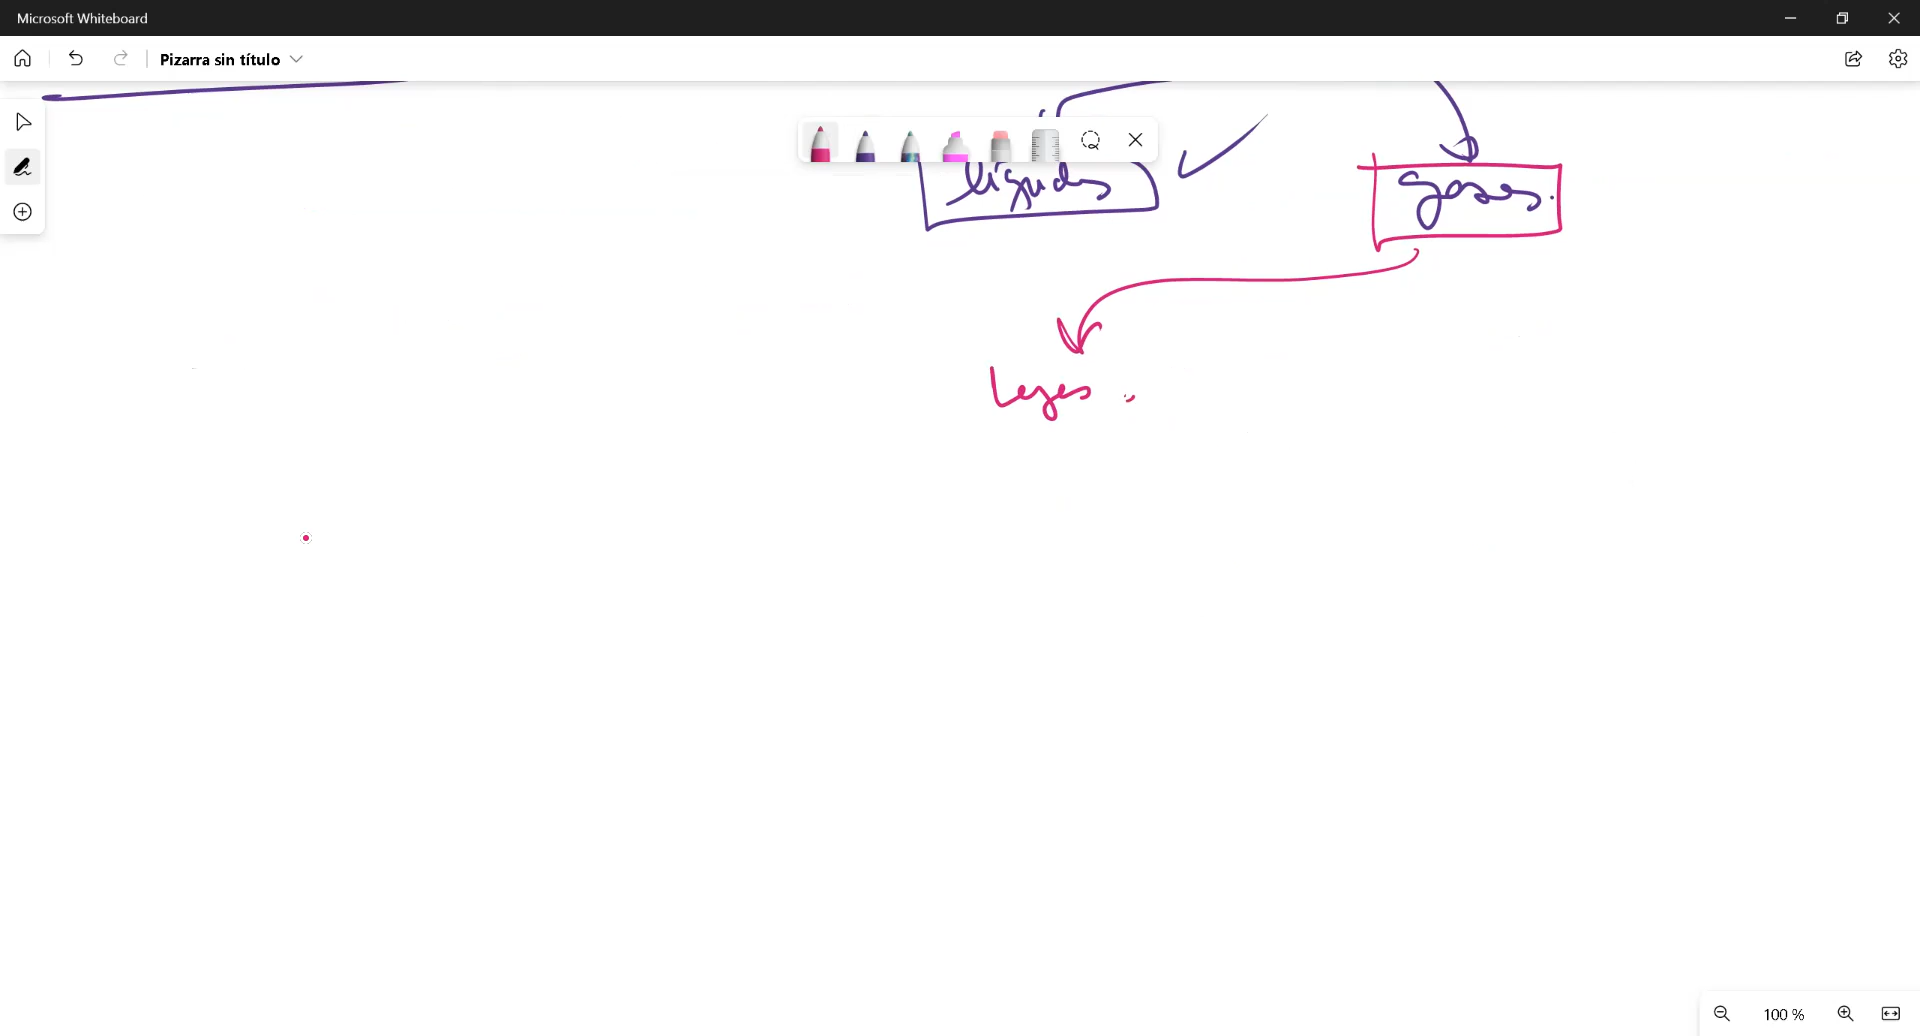 Microsoft Whiteboard
Pizarra sin título
líquidos
gases.
Leyes :
100 %